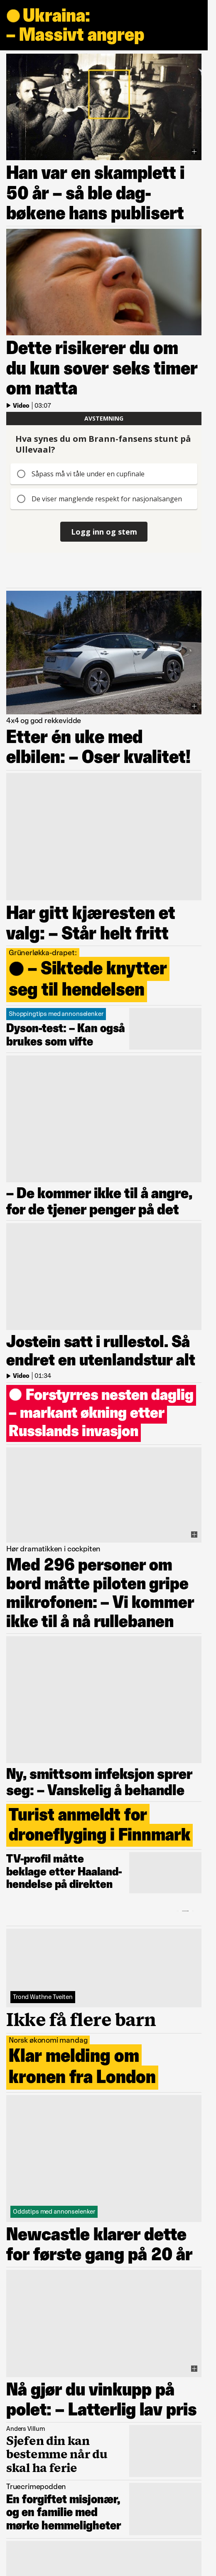 Ukraina:
– Massivt angrep
Han var en skamplett i
50 år – så ble dag-
bøkene hans publisert
Dette risikerer du om
du kun sover seks timer
om natta
Video | 03:07
AVSTEMNING
Hva synes du om Brann-fansens stunt på
Ullevaal?
Såpass må vi tåle under en cupfinale
De viser manglende respekt for nasjonalsangen
Logg inn og stem
4x4 og god rekkevidde
Etter én uke med
elbilen: – Oser kvalitet!
Har gitt kjæresten et
valg: – Står helt fritt
Grünerløkka-drapet:
– Siktede knytter
seg til hendelsen
Shoppingtips med annonselenker
Dyson-test: – Kan også
brukes som vifte
– De kommer ikke til å angre,
for de tjener penger på det
Jostein satt i rullestol. Så
endret en utenlandstur alt
Video | 01:34
Forstyrres nesten daglig
– markant økning etter
Russlands invasjon
Hør dramatikken i cockpiten
Med 296 personer om
bord måtte piloten gripe
mikrofonen: – Vi kommer
ikke til å nå rullebanen
Ny, smittsom infeksjon sprer
seg: – Vanskelig å behandle
Turist anmeldt for
droneflyging i Finnmark
TV-profil måtte
beklage etter Haaland-
hendelse på direkten
Trond Wathne Tveiten
Ikke få flere barn
Norsk økonomi mandag
Klar melding om
kronen fra London
Oddstips med annonselenker
Newcastle klarer dette
for første gang på 20 år
Nå gjør du vinkupp på
polet: – Latterlig lav pris
Anders Villum
Sjefen din kan
bestemme når du
skal ha ferie
Truecrimepodden
En forgiftet misjonær,
og en familie med
mørke hemmeligheter